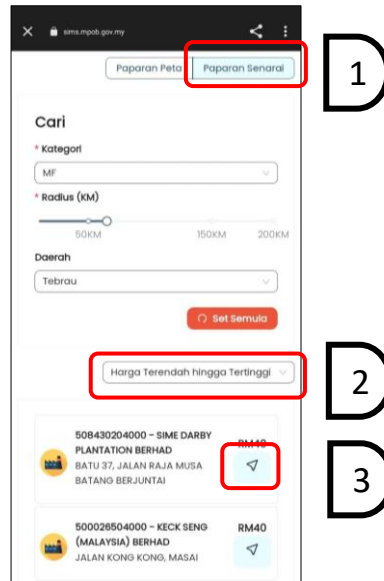 sims.mpob.gov.my
Paparan Peta
Paparan Senarai
1
Cari
* Kategori
MF
* Radius (KM)
50KM
150KM
200KM
Daerah
Tebrau
Set Semula
Harga Terendah hingga Tertinggi
2
508430204000 - SIME DARBY
PLANTATION BERHAD
BATU 37, JALAN RAJA MUSA
BATANG BERJUNTAI
RM40
3
500026504000 - KECK SENG
(MALAYSIA) BERHAD
JALAN KONG KONG, MASAI
RM40